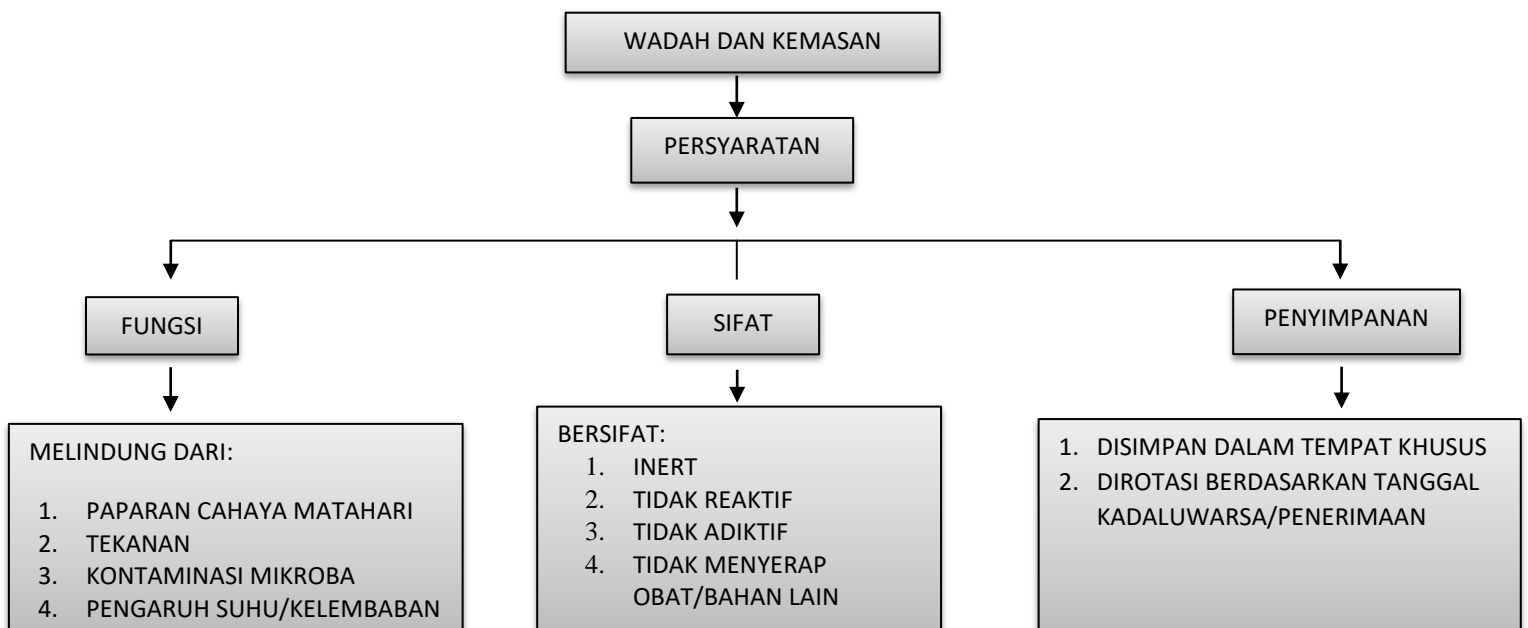 WADAH DAN KEMASAN
PERSYARATAN
FUNGSI
MELINDUNG DARI:
1. PAPARAN CAHAYA MATAHARI
2. TEKANAN
3. KONTAMINASI MIKROBA
4. PENGARUH SUHU/KELEMBABAN
SIFAT
BERSIFAT:
1. INERT
2. TIDAK REAKTIF
3. TIDAK ADIKTIF
4. TIDAK MENYERAP
OBAT/BAHAN LAIN
PENYIMPANAN
1. DISIMPAN DALAM TEMPAT KHUSUS
2. DIROTASI BERDASARKAN TANGGAL
KADALUWARSA/PENERIMAAN